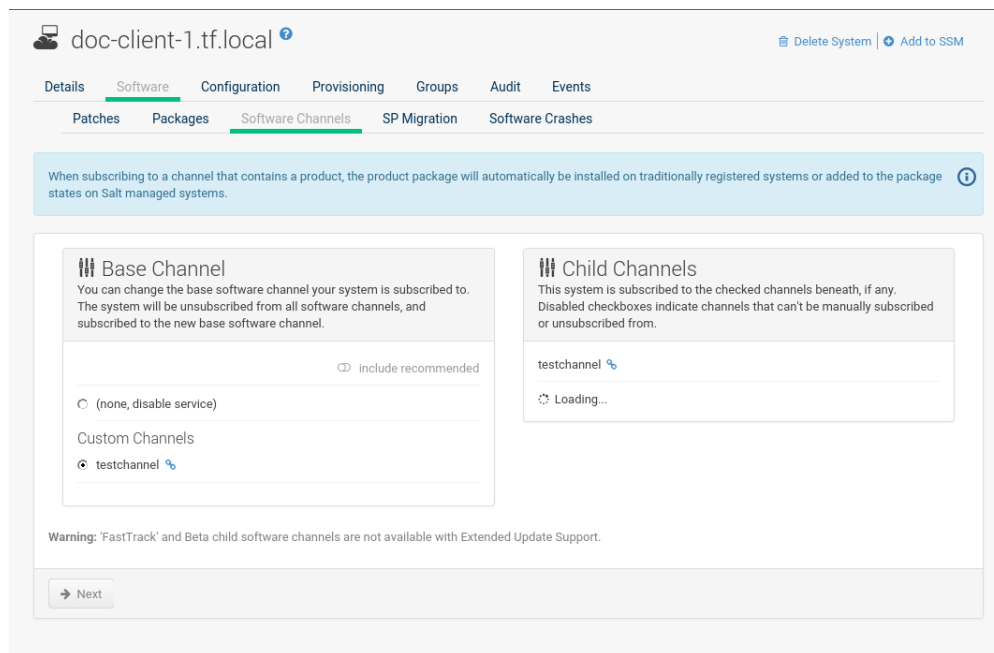 doc-client-1.tf.local ?
Delete System | Add to SSM
Details Software Configuration Provisioning Groups Audit Events
Patches Packages Software Channels SP Migration Software Crashes
When subscribing to a channel that contains a product, the product package will automatically be installed on traditionally registered systems or added to the package
states on Salt managed systems.
Base Channel
You can change the base software channel your system is subscribed to.
The system will be unsubscribed from all software channels, and
subscribed to the new base software channel.
include recommended
(none, disable service)
Custom Channels
testchannel
Child Channels
This system is subscribed to the checked channels beneath, if any.
Disabled checkboxes indicate channels that can't be manually subscribed
or unsubscribed from.
testchannel
Loading...
Warning: 'FastTrack' and Beta child software channels are not available with Extended Update Support.
Next